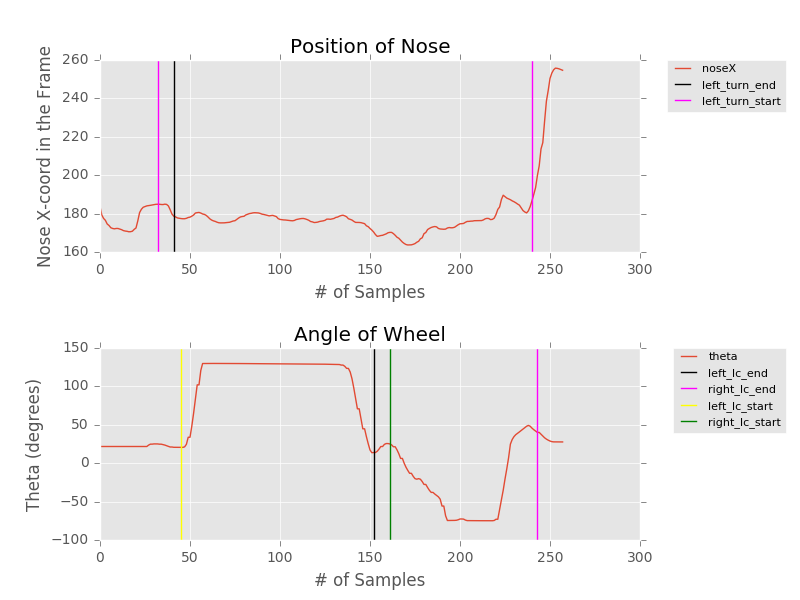 Position of Nose
Nose X-coord in the Frame
260
240
220
200
180
160
0 50 100 150 200 250 300
# of Samples
noseX
left_turn_end
left_turn_start
Angle of Wheel
Theta (degrees)
150
100
50
0
−50
−100
0 50 100 150 200 250 300
# of Samples
theta
left_lc_end
right_lc_end
left_lc_start
right_lc_start